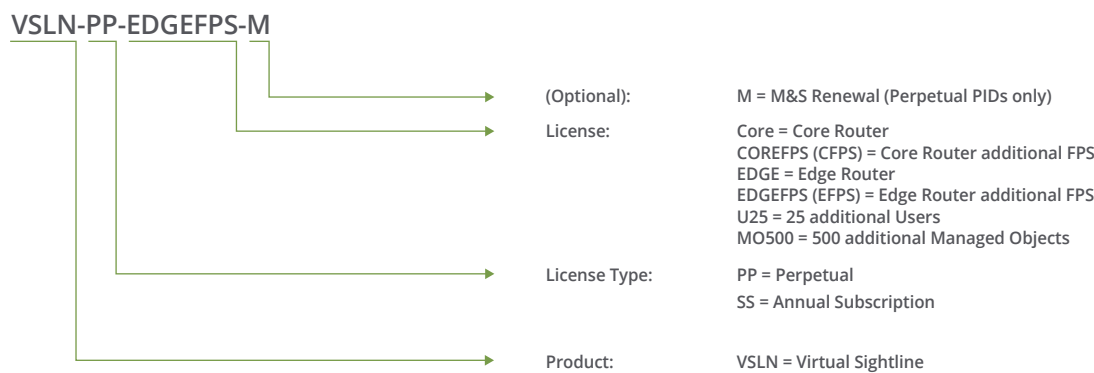 VSLN-PP-EDGEFPS-M
(Optional): M = M&S Renewal (Perpetual PIDs only)
License: Core = Core Router
COREFPS (CFPS) = Core Router additional FPS
EDGE = Edge Router
EDGEFPS (EFPS) = Edge Router additional FPS
U25 = 25 additional Users
MO500 = 500 additional Managed Objects
License Type: PP = Perpetual
SS = Annual Subscription
Product: VSLN = Virtual Sightline